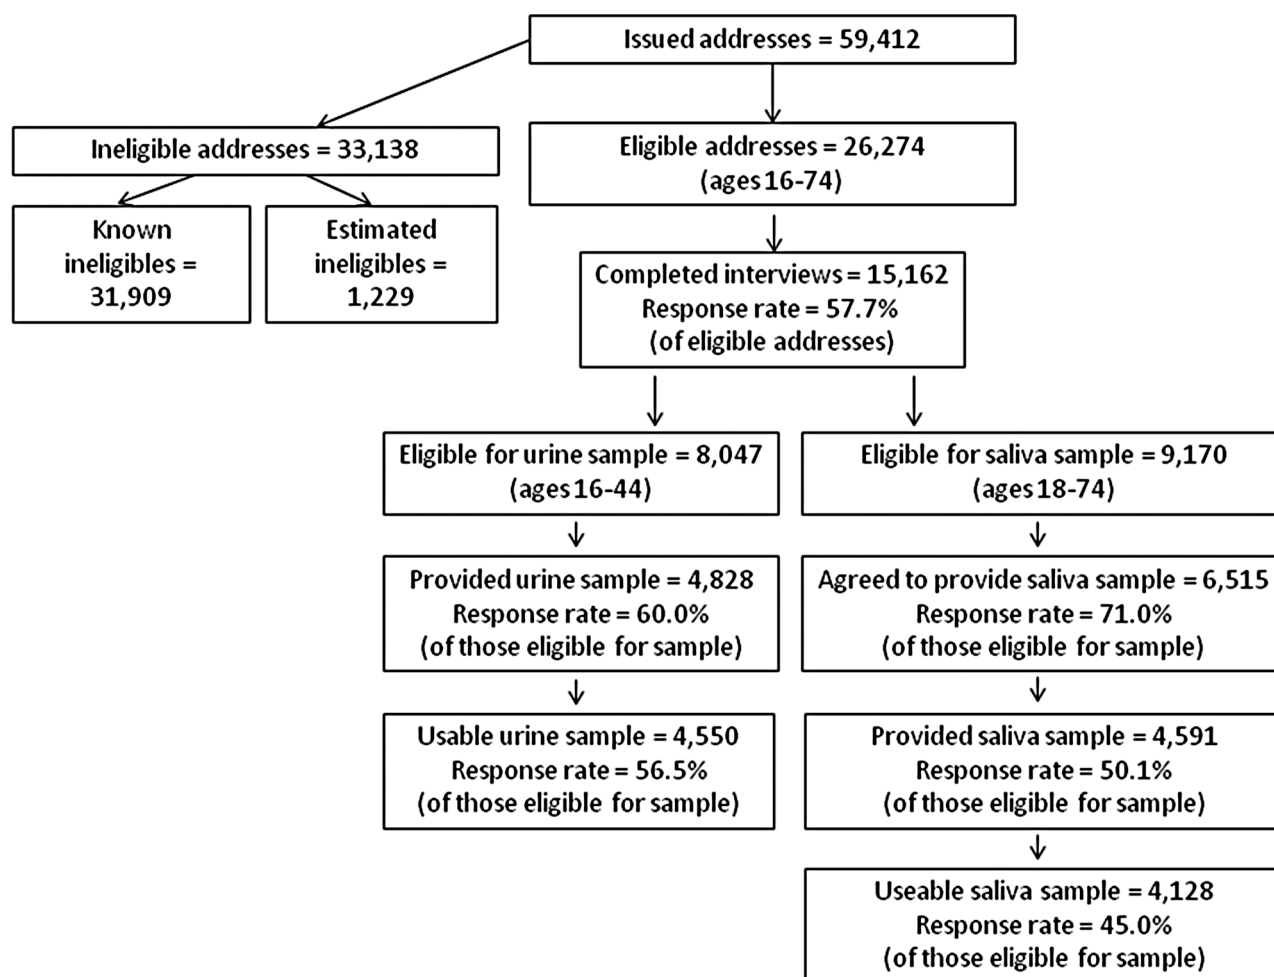 Issued addresses = 59,412
Ineligible addresses = 33,138
Eligible addresses = 26,274
(ages 16-74)
Known
ineligibles =
31,909
Estimated
ineligibles =
1,229
Completed interviews = 15,162
Response rate = 57.7%
(of eligible addresses)
Eligible for urine sample = 8,047
(ages 16-44)
Eligible for saliva sample = 9,170
(ages 18-74)
Provided urine sample = 4,828
Response rate = 60.0%
(of those eligible for sample)
Agreed to provide saliva sample = 6,515
Response rate = 71.0%
(of those eligible for sample)
Usable urine sample = 4,550
Response rate = 56.5%
(of those eligible for sample)
Provided saliva sample = 4,591
Response rate = 50.1%
(of those eligible for sample)
Useable saliva sample = 4,128
Response rate = 45.0%
(of those eligible for sample)